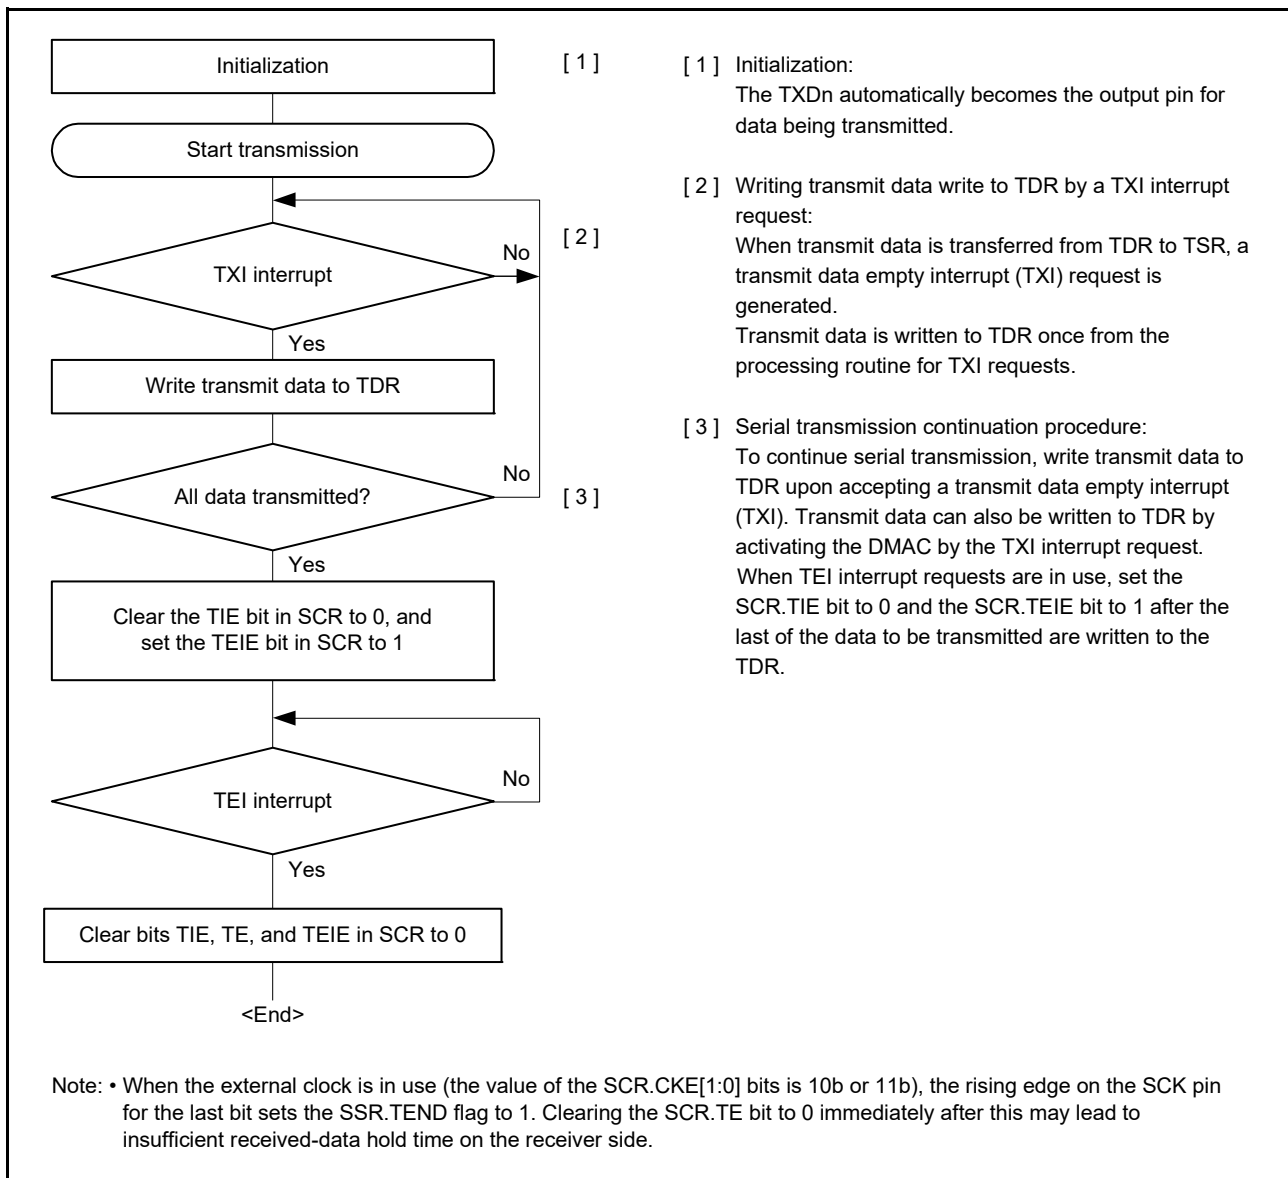 Initialization
[ 1 ]
Start transmission
[ 2 ]
No
TXI interrupt
Yes
Write transmit data to TDR
No
All data transmitted?
[ 3 ]
Yes
Clear the TIE bit in SCR to 0, and
set the TEIE bit in SCR to 1
No
TEI interrupt
Yes
Clear bits TIE, TE, and TEIE in SCR to 0
<End>
[ 1 ] Initialization:
The TXDn automatically becomes the output pin for
data being transmitted.
[ 2 ] Writing transmit data write to TDR by a TXI interrupt
request:
When transmit data is transferred from TDR to TSR, a
transmit data empty interrupt (TXI) request is
generated.
Transmit data is written to TDR once from the
processing routine for TXI requests.
[ 3 ] Serial transmission continuation procedure:
To continue serial transmission, write transmit data to
TDR upon accepting a transmit data empty interrupt
(TXI). Transmit data can also be written to TDR by
activating the DMAC by the TXI interrupt request.
When TEI interrupt requests are in use, set the
SCR.TIE bit to 0 and the SCR.TEIE bit to 1 after the
last of the data to be transmitted are written to the
TDR.
Note: • When the external clock is in use (the value of the SCR.CKE[1:0] bits is 10b or 11b), the rising edge on the SCK pin
for the last bit sets the SSR.TEND flag to 1. Clearing the SCR.TE bit to 0 immediately after this may lead to
insufficient received-data hold time on the receiver side.